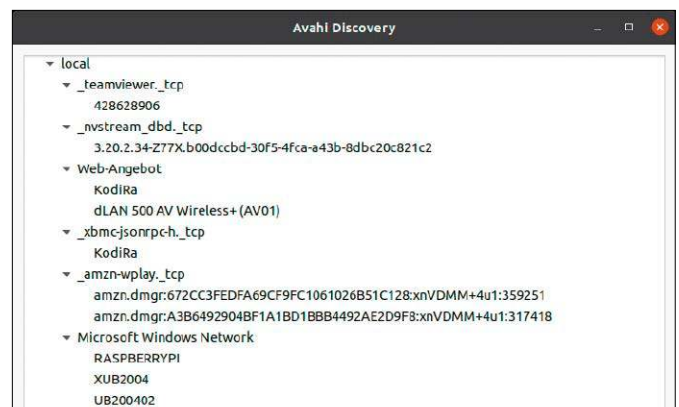 Avahi Discovery
local
_teamviewer._tcp
428628906
_nvstream_dbd._tcp
3.20.2.34-Z77X.b00dccbd-30f5-4fca-a43b-8dbc20c821c2
Web-Angebot
KodiRa
dLAN 500 AV Wireless+ (AV01)
_xbmc-jsonrpc-h._tcp
KodiRa
_amzn-wplay._tcp
amzn.dmgr:672CC3FEDFA69CF9FC1061026B51C128:xnVDMM+4u1:359251
amzn.dmgr:A3B6492904BF1A1BD1BBB4492AE2D9F8:xnVDMM+4u1:317418
Microsoft Windows Network
RASPBERRYPI
XUB2004
UB200402